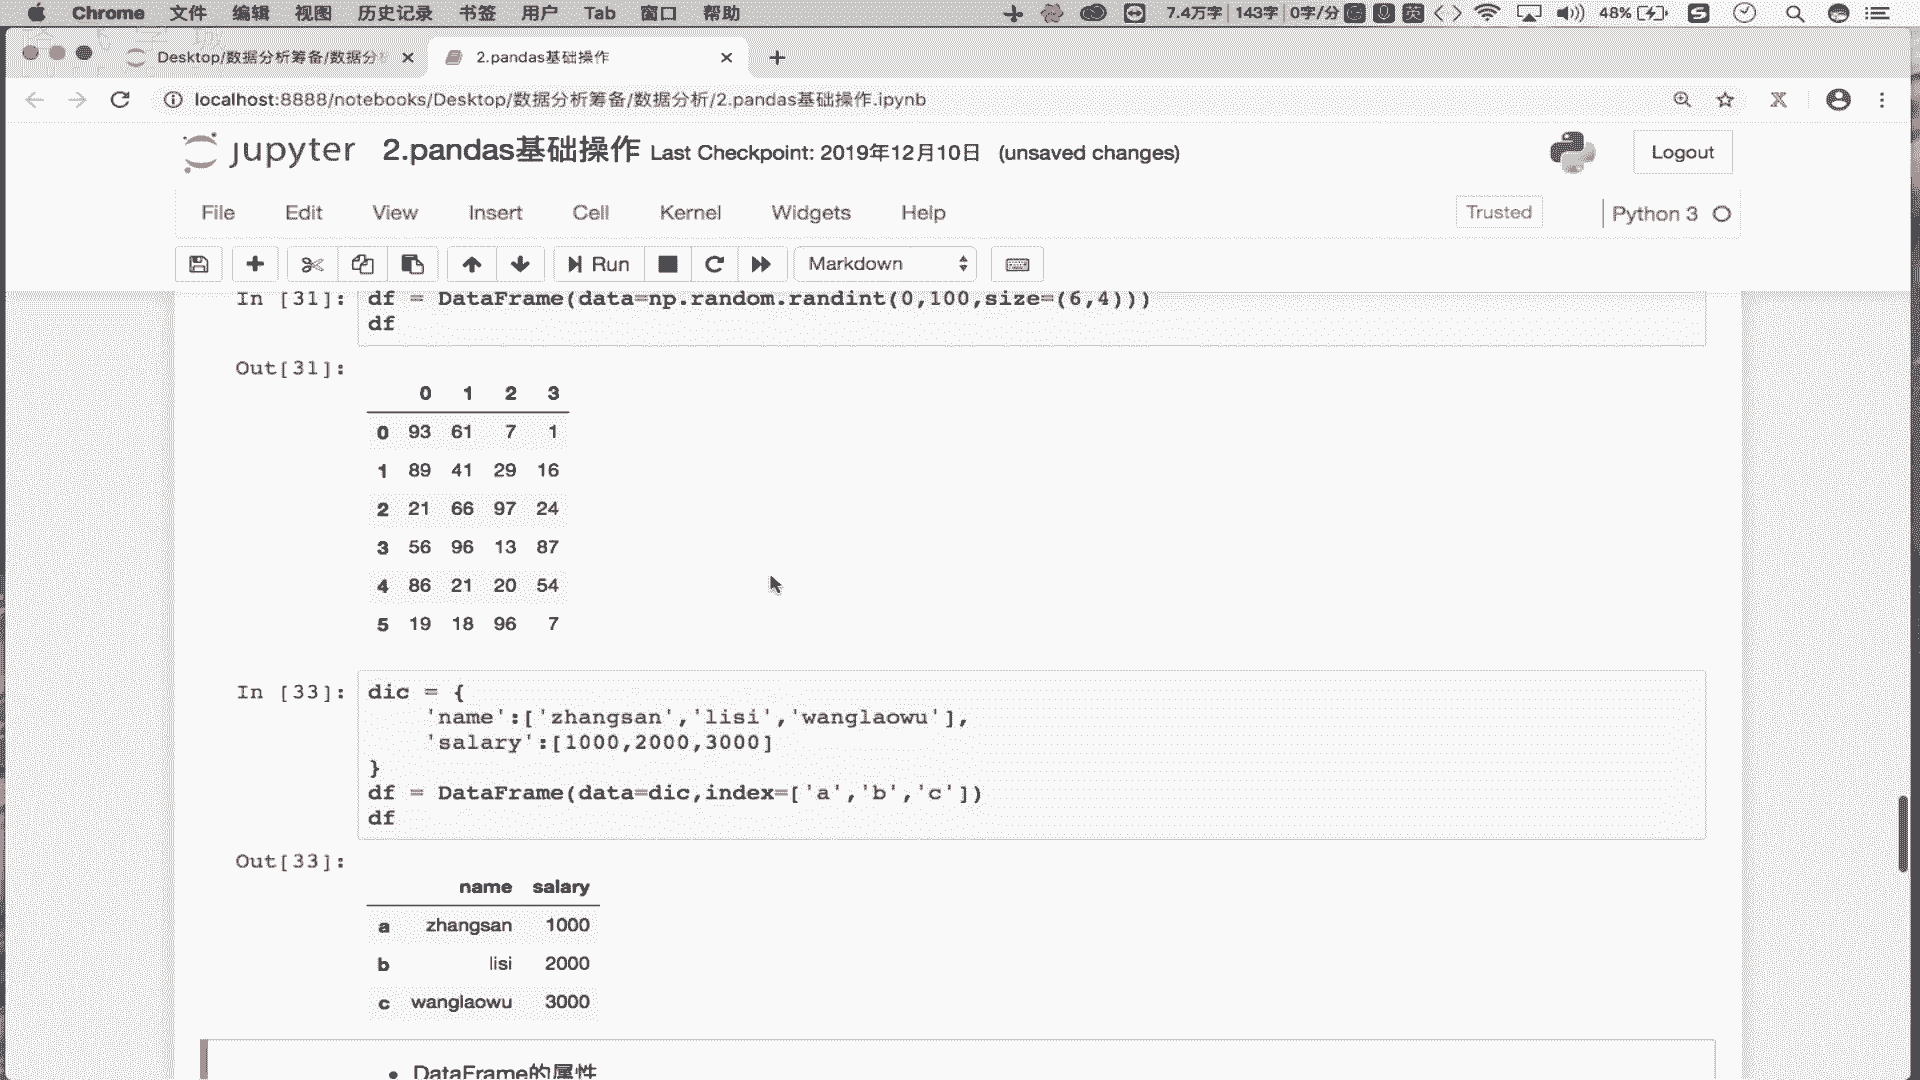 Chrome 文件 编辑 视图 历史记录 书签 用户 Tab 窗口 帮助 7.4万字 143字 0字/分 英 48%
Desktop/数据分析筹备/数据分 2.pandas基础操作
localhost:8888/notebooks/Desktop/数据分析筹备/数据分析/2.pandas基础操作.ipynb
jupyter 2.pandas基础操作 Last Checkpoint: 2019年12月10日 (unsaved changes) Logout
File Edit View Insert Cell Kernel Widgets Help Trusted Python 3
Run Markdown
In [31]: df = DataFrame(data=np.random.randint(0,100,size=(6,4)))
df
Out[31]:
0 1 2 3
0 93 61 7 1
1 89 41 29 16
2 21 66 97 24
3 56 96 13 87
4 86 21 20 54
5 19 18 96 7
In [33]: dic = {
'name':['zhangsan','lisi','wanglaowu'],
'salary':[1000,2000,3000]
}
df = DataFrame(data=dic,index=['a','b','c'])
df
Out[33]:
name salary
a zhangsan 1000
b lisi 2000
c wanglaowu 3000
• DataFrame的属性